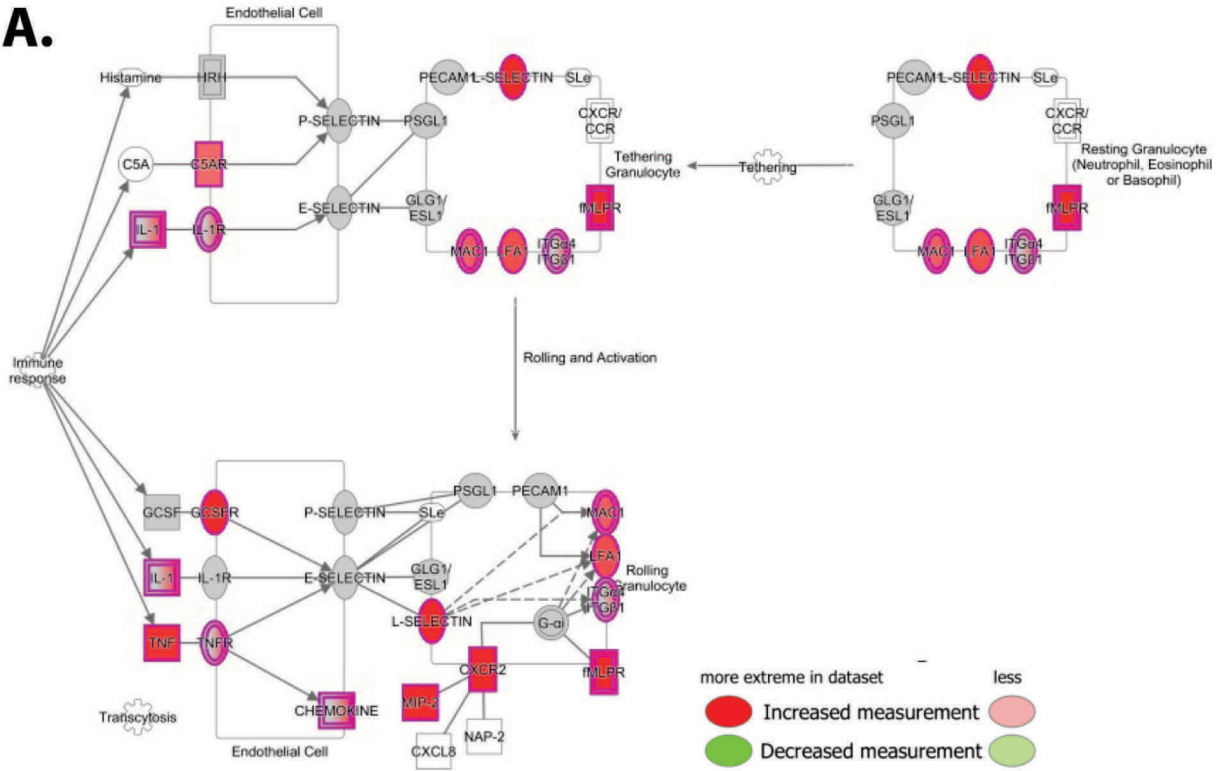 A.
Endothelial Cell
Histamine
HRH
P-SELECTIN
PSGL1
PECAM1
L-SELECTIN
SLe
CXCR/
CCR
C5A
C5AR
E-SELECTIN
GLG1/
ESL1
IL-1
IL-1R
Tethering
Granulocyte
fMLPR
MAC1
LFA1
ITGα4
ITGβ1
Tethering
PECAM1
L-SELECTIN
SLe
CXCR/
CCR
PSGL1
Resting Granulocyte
(Neutrophil, Eosinophil
or Basophil)
GLG1/
ESL1
fMLPR
MAC1
LFA1
ITGα4
ITGβ1
Immune
response
Rolling and Activation
GCSF
GCSFR
P-SELECTIN
SLe
PSGL1
PECAM1
MAC1
IL-1
IL-1R
E-SELECTIN
GLG1/
ESL1
LFA1
Rolling
Granulocyte
ITGα4
ITGβ1
TNF
TNFR
L-SELECTIN
G-αi
CXCR2
fMLPR
CHEMOKINE
MIP-2
CXCL8
NAP-2
Transcytosis
Endothelial Cell
more extreme in dataset
less
Increased measurement
Decreased measurement